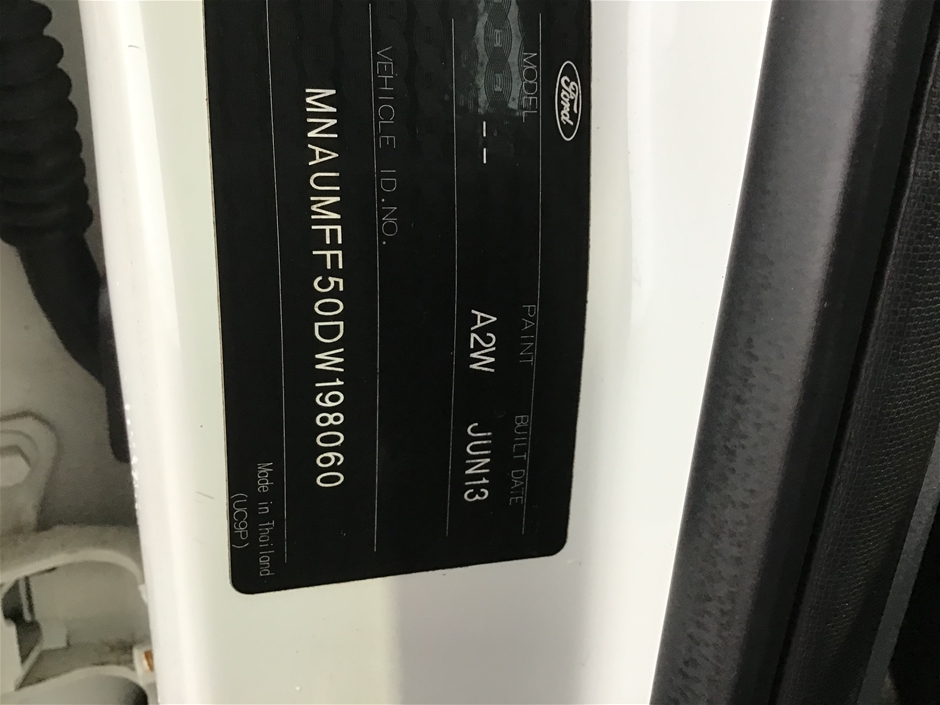 Ford
MODEL PAINT BUILT DATE
-- A2W JUN13
VEHICLE ID.NO.
MNAUMFF50DW198060
Made in Thailand
(UC9P)